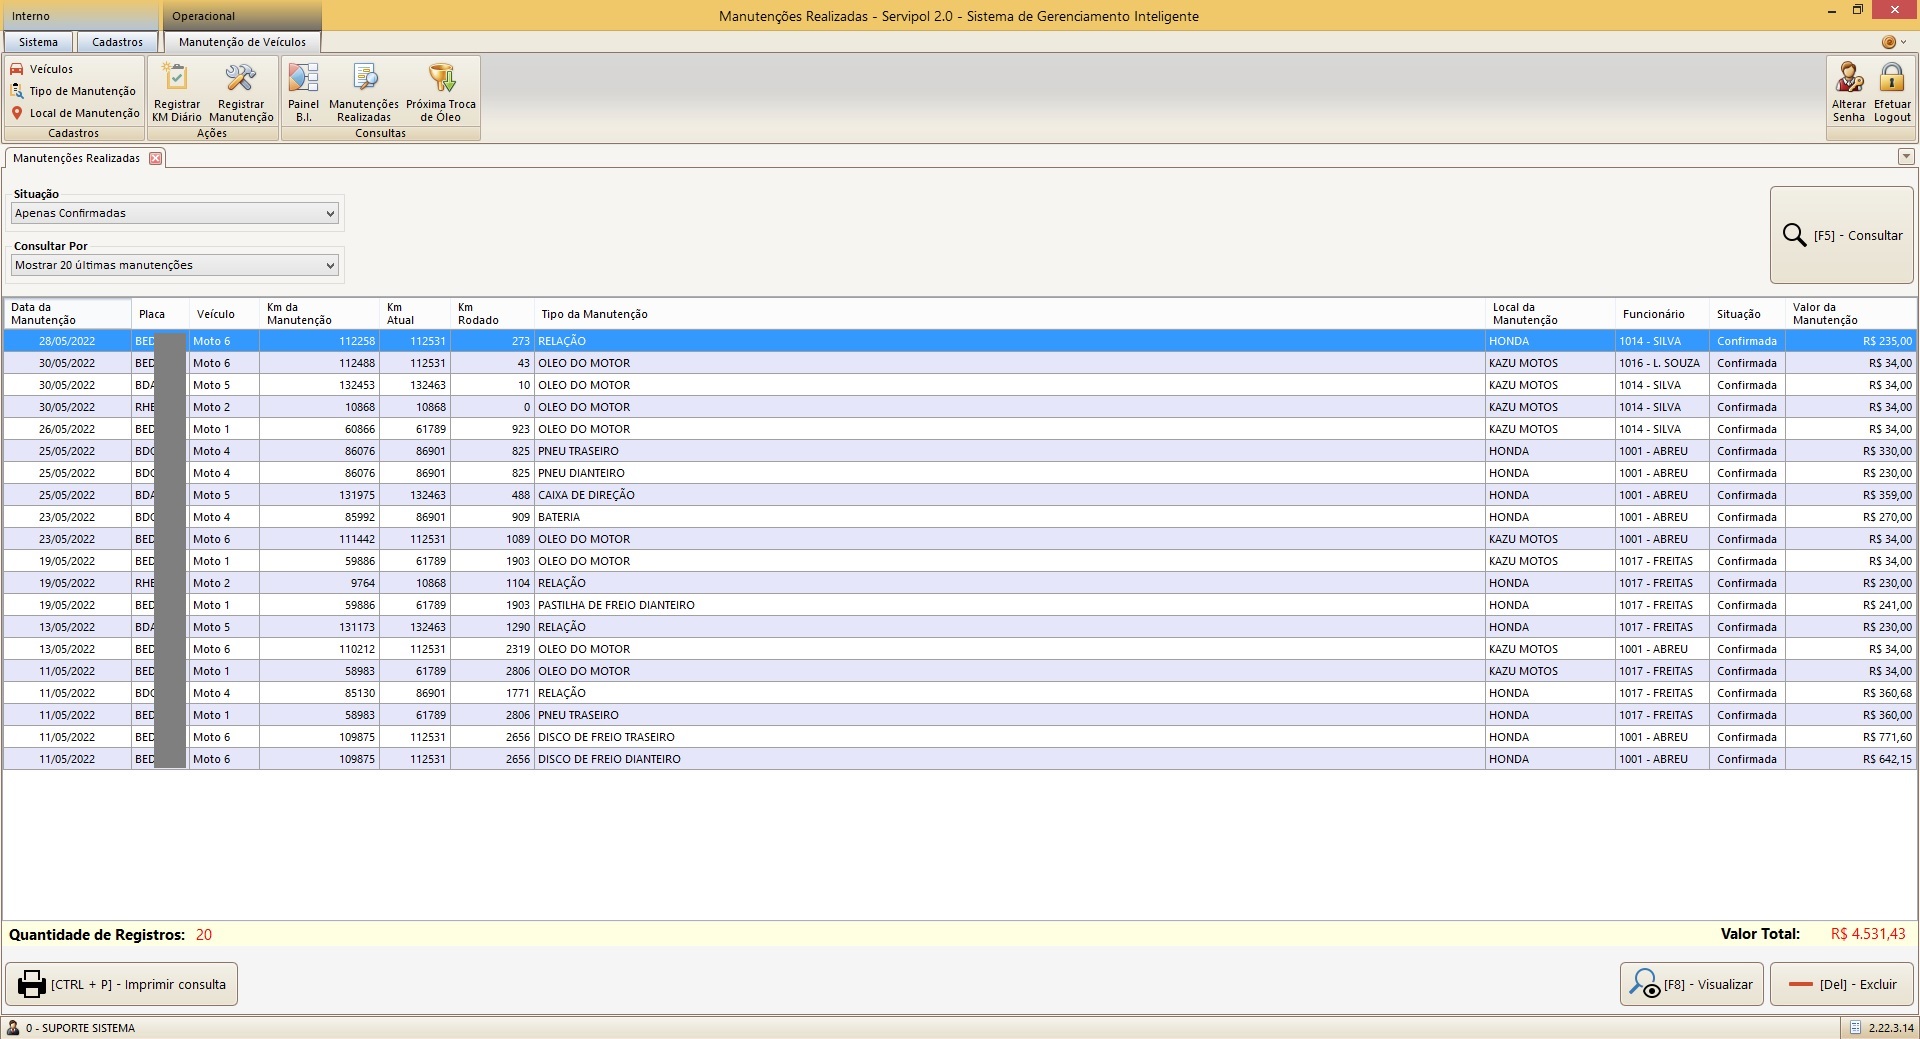 Interno
Operacional
Manutenções Realizadas - Servipol 2.0 - Sistema de Gerenciamento Inteligente
Sistema
Cadastros
Manutenção de Veículos
Veículos
Tipo de Manutenção
Local de Manutenção
Cadastros
Registrar
KM Diário
Registrar
Manutenção
Ações
Painel
B.I.
Manutenções
Realizadas
Próxima Troca
de Óleo
Consultas
Alterar
Senha
Efetuar
Logout
Manutenções Realizadas
Situação
Apenas Confirmadas
Consultar Por
Mostrar 20 últimas manutenções
[F5] - Consultar
Data da Manutenção Placa Veículo Km da Manutenção Km Atual Km Rodado Tipo da Manutenção Local da Manutenção Funcionário Situação Valor da Manutenção
28/05/2022 BED Moto 6 112258 112531 273 RELAÇÃO HONDA 1014 - SILVA Confirmada R$ 235,00
30/05/2022 BED Moto 6 112488 112531 43 OLEO DO MOTOR KAZU MOTOS 1016 - L. SOUZA Confirmada R$ 34,00
30/05/2022 BDA Moto 5 132453 132463 10 OLEO DO MOTOR KAZU MOTOS 1014 - SILVA Confirmada R$ 34,00
30/05/2022 RHE Moto 2 10868 10868 0 OLEO DO MOTOR KAZU MOTOS 1014 - SILVA Confirmada R$ 34,00
26/05/2022 BED Moto 1 60866 61789 923 OLEO DO MOTOR KAZU MOTOS 1014 - SILVA Confirmada R$ 34,00
25/05/2022 Moto 4 86076 86901 825 PNEU TRASEIRO HONDA 1001 - ABREU Confirmada R$ 330,00
25/05/2022 Moto 4 86076 86901 825 PNEU DIANTEIRO HONDA 1001 - ABREU Confirmada R$ 230,00
25/05/2022 BDA Moto 5 131975 132463 488 CAIXA DE DIREÇÃO HONDA 1001 - ABREU Confirmada R$ 359,00
23/05/2022 Moto 4 85992 86901 909 BATERIA HONDA 1001 - ABREU Confirmada R$ 270,00
23/05/2022 BED Moto 6 111442 112531 1089 OLEO DO MOTOR KAZU MOTOS 1001 - ABREU Confirmada R$ 34,00
19/05/2022 BED Moto 1 59886 61789 1903 OLEO DO MOTOR KAZU MOTOS 1017 - FREITAS Confirmada R$ 34,00
19/05/2022 RHE Moto 2 9764 10868 1104 RELAÇÃO HONDA 1017 - FREITAS Confirmada R$ 230,00
19/05/2022 BED Moto 1 59886 61789 1903 PASTILHA DE FREIO DIANTEIRO HONDA 1017 - FREITAS Confirmada R$ 241,00
13/05/2022 BDA Moto 5 131173 132463 1290 RELAÇÃO HONDA 1017 - FREITAS Confirmada R$ 230,00
13/05/2022 BED Moto 6 110212 112531 2319 OLEO DO MOTOR KAZU MOTOS 1001 - ABREU Confirmada R$ 34,00
11/05/2022 BED Moto 1 58983 61789 2806 OLEO DO MOTOR KAZU MOTOS 1017 - FREITAS Confirmada R$ 34,00
11/05/2022 Moto 4 85130 86901 1771 RELAÇÃO HONDA 1017 - FREITAS Confirmada R$ 360,68
11/05/2022 BED Moto 1 58983 61789 2806 PNEU TRASEIRO HONDA 1017 - FREITAS Confirmada R$ 360,00
11/05/2022 BED Moto 6 109875 112531 2656 DISCO DE FREIO TRASEIRO HONDA 1001 - ABREU Confirmada R$ 771,60
11/05/2022 BED Moto 6 109875 112531 2656 DISCO DE FREIO DIANTEIRO HONDA 1001 - ABREU Confirmada R$ 642,15
Quantidade de Registros: 20
Valor Total: R$ 4.531,43
[CTRL + P] - Imprimir consulta
[F8] - Visualizar
[Del] - Excluir
0 - SUPORTE SISTEMA
2.22.3.14